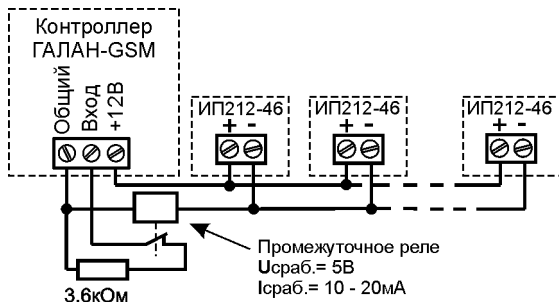 Контроллер
ГАЛАН-GSM
Общий
Вход
+12В
ИП212-46
+ -
ИП212-46
+ -
ИП212-46
+ -
Промежуточное реле
Uсраб.= 5В
Iсраб.= 10 - 20мА
3.6кОм